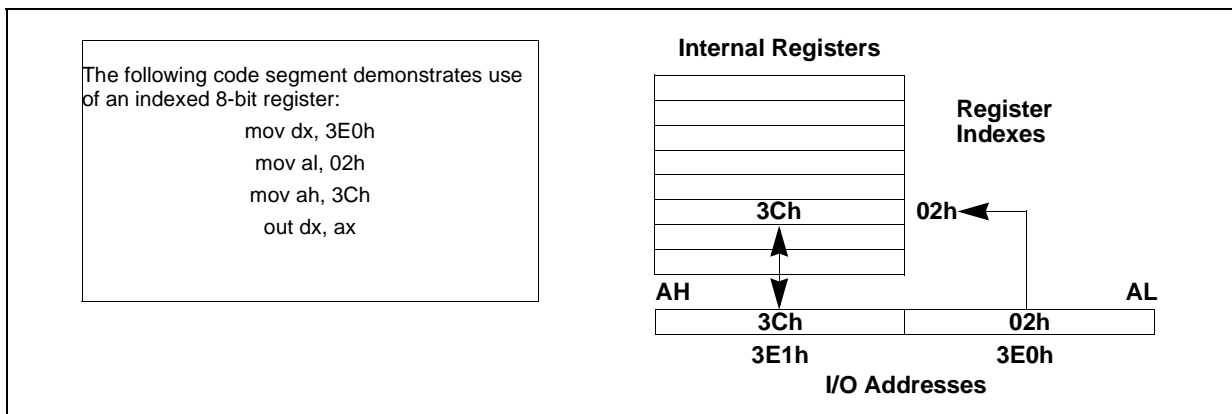 The following code segment demonstrates use
of an indexed 8-bit register:
mov dx, 3E0h
mov al, 02h
mov ah, 3Ch
out dx, ax
Internal Registers
Register
Indexes
3Ch
02h
AH
AL
3Ch
02h
3E1h
3E0h
I/O Addresses